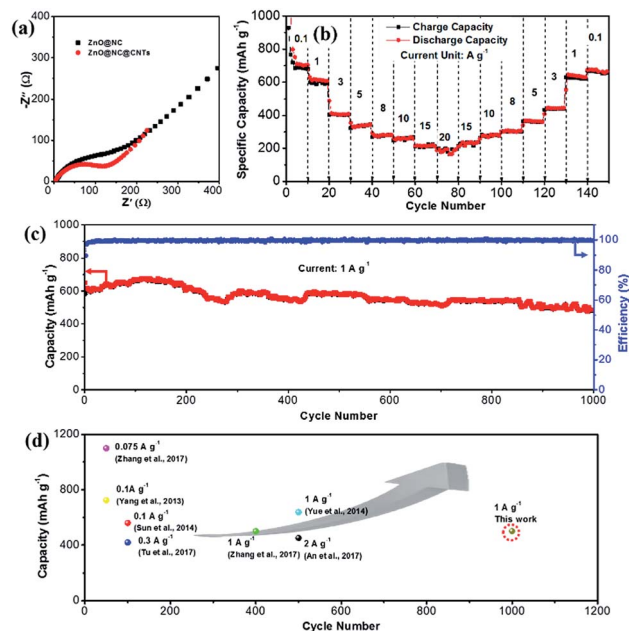 (a)
ZnO@NC
ZnO@NC@CNTs
400
300
200
100
0
0 100 200 300 400
-Z'' (Ω)
Z' (Ω)
(b)
Charge Capacity
Discharge Capacity
Current Unit: A g-1
0.1 1 3 5 8 10 15 20 15 10 8 5 3 1 0.1
1000
800
600
400
200
0
0 20 40 60 80 100 120 140
Specific Capacity (mAh g-1)
Cycle Number
(c)
Current: 1 A g-1
1000
800
600
400
200
0
100
80
60
40
20
0
0 200 400 600 800 1000
Capacity (mAh g-1)
Efficiency (%)
Cycle Number
(d)
1200
800
400
0
0 200 400 600 800 1000 1200
Capacity (mAh g-1)
Cycle Number
0.075 A g-1
(Zhang et al., 2017)
0.1A g-1
(Yang et al., 2013)
0.1 A g-1
(Sun et al., 2014)
0.3 A g-1
(Tu et al., 2017)
1 A g-1
(Zhang et al., 2017)
1 A g-1
(Yue et al., 2014)
2 A g-1
(An et al., 2017)
1 A g-1
This work